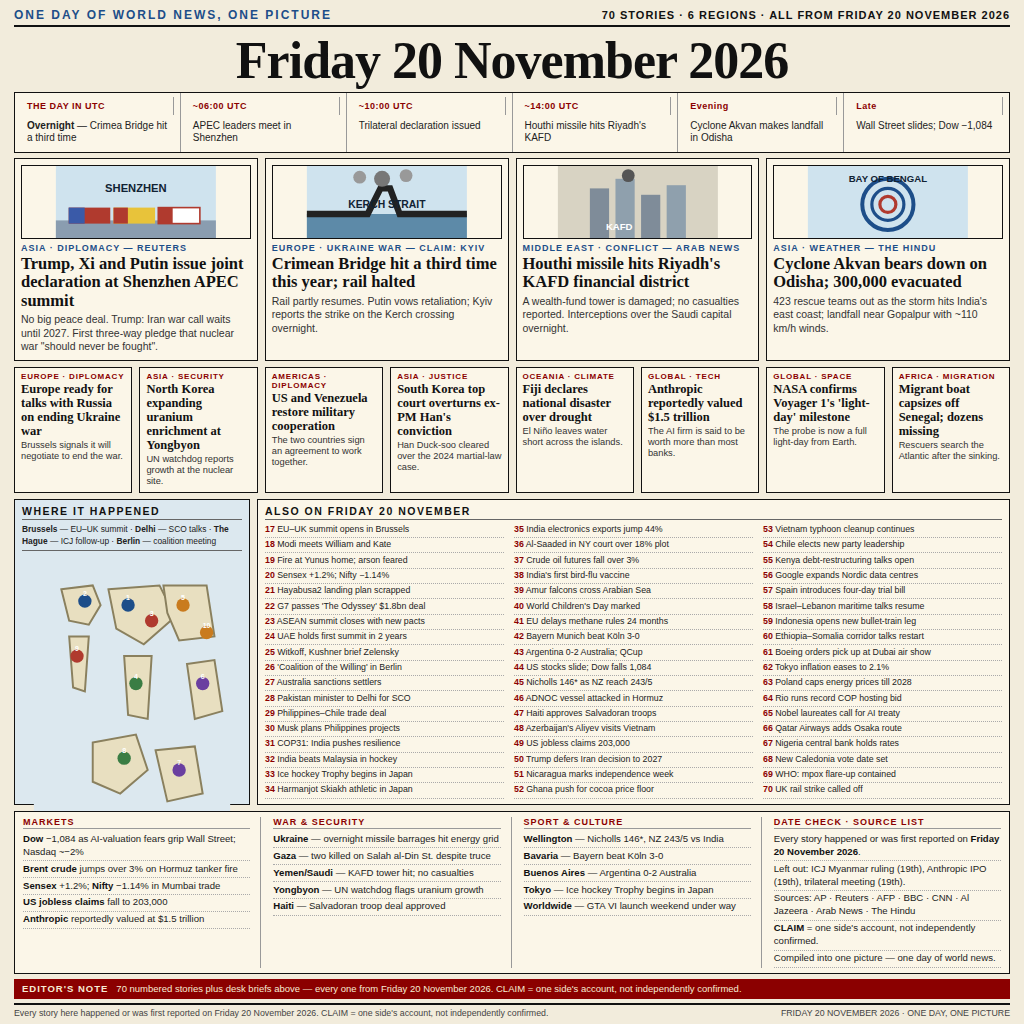 ONE DAY OF WORLD NEWS, ONE PICTURE
70 STORIES · 6 REGIONS · ALL FROM FRIDAY 20 NOVEMBER 2026
Friday 20 November 2026
THE DAY IN UTC
Overnight — Crimea Bridge hit
a third time
~06:00 UTC
APEC leaders meet in
Shenzhen
~10:00 UTC
Trilateral declaration issued
~14:00 UTC
Houthi missile hits Riyadh's
KAFD
Evening
Cyclone Akvan makes landfall
in Odisha
Late
Wall Street slides; Dow −1,084
SHENZHEN
ASIA · DIPLOMACY — REUTERS
Trump, Xi and Putin issue joint
declaration at Shenzhen APEC
summit
No big peace deal. Trump: Iran war call waits
until 2027. First three-way pledge that nuclear
war "should never be fought".
KERCH STRAIT
EUROPE · UKRAINE WAR — CLAIM: KYIV
Crimean Bridge hit a third time
this year; rail halted
Rail partly resumes. Putin vows retaliation; Kyiv
reports the strike on the Kerch crossing
overnight.
KAFD
MIDDLE EAST · CONFLICT — ARAB NEWS
Houthi missile hits Riyadh's
KAFD financial district
A wealth-fund tower is damaged; no casualties
reported. Interceptions over the Saudi capital
overnight.
BAY OF BENGAL
ASIA · WEATHER — THE HINDU
Cyclone Akvan bears down on
Odisha; 300,000 evacuated
423 rescue teams out as the storm hits India's
east coast; landfall near Gopalpur with ~110
km/h winds.
EUROPE · DIPLOMACY
Europe ready for
talks with Russia
on ending Ukraine
war
Brussels signals it will
negotiate to end the war.
ASIA · SECURITY
North Korea
expanding
uranium
enrichment at
Yongbyon
UN watchdog reports
growth at the nuclear
site.
AMERICAS ·
DIPLOMACY
US and Venezuela
restore military
cooperation
The two countries sign
an agreement to work
together.
ASIA · JUSTICE
South Korea top
court overturns ex-
PM Han's
conviction
Han Duck-soo cleared
over the 2024 martial-law
case.
OCEANIA · CLIMATE
Fiji declares
national disaster
over drought
El Niño leaves water
short across the islands.
GLOBAL · TECH
Anthropic
reportedly valued
$1.5 trillion
The AI firm is said to be
worth more than most
banks.
GLOBAL · SPACE
NASA confirms
Voyager 1's 'light-
day' milestone
The probe is now a full
light-day from Earth.
AFRICA · MIGRATION
Migrant boat
capsizes off
Senegal; dozens
missing
Rescuers search the
Atlantic after the sinking.
WHERE IT HAPPENED
Brussels — EU–UK summit · Delhi — SCO talks · The
Hague — ICJ follow-up · Berlin — coalition meeting
ALSO ON FRIDAY 20 NOVEMBER
17 EU–UK summit opens in Brussels
18 Modi meets William and Kate
19 Fire at Yunus home; arson feared
20 Sensex +1.2%; Nifty −1.14%
21 Hayabusa2 landing plan scrapped
22 G7 passes 'The Odyssey' $1.8bn deal
23 ASEAN summit closes with new pacts
24 UAE holds first summit in 2 years
25 Witkoff, Kushner brief Zelensky
26 'Coalition of the Willing' in Berlin
27 Australia sanctions settlers
28 Pakistan minister to Delhi for SCO
29 Philippines–Chile trade deal
30 Musk plans Philippines projects
31 COP31: India pushes resilience
32 India beats Malaysia in hockey
33 Ice hockey Trophy begins in Japan
34 Harmanjot Skiakh athletic in Japan
35 India electronics exports jump 44%
36 Al-Saaded in NY court over 18% plot
37 Crude oil futures fall over 3%
38 India's first bird-flu vaccine
39 Amur falcons cross Arabian Sea
40 World Children's Day marked
41 EU delays methane rules 24 months
42 Bayern Munich beat Köln 3-0
43 Argentina 0-2 Australia; QCup
44 US stocks slide; Dow falls 1,084
45 Nicholls 146* as NZ reach 243/5
46 ADNOC vessel attacked in Hormuz
47 Haiti approves Salvadoran troops
48 Azerbaijan's Aliyev visits Vietnam
49 US jobless claims 203,000
50 Trump defers Iran decision to 2027
51 Nicaragua marks independence week
52 Ghana push for cocoa price floor
53 Vietnam typhoon cleanup continues
54 Chile elects new party leadership
55 Kenya debt-restructuring talks open
56 Google expands Nordic data centres
57 Spain introduces four-day trial bill
58 Israel–Lebanon maritime talks resume
59 Indonesia opens new bullet-train leg
60 Ethiopia–Somalia corridor talks restart
61 Boeing orders pick up at Dubai air show
62 Tokyo inflation eases to 2.1%
63 Poland caps energy prices till 2028
64 Rio runs record COP hosting bid
65 Nobel laureates call for AI treaty
66 Qatar Airways adds Osaka route
67 Nigeria central bank holds rates
68 New Caledonia vote date set
69 WHO: mpox flare-up contained
70 UK rail strike called off
MARKETS
Dow −1,084 as AI-valuation fears grip Wall Street;
Nasdaq ~−2%
Brent crude jumps over 3% on Hormuz tanker fire
Sensex +1.2%; Nifty −1.14% in Mumbai trade
US jobless claims fall to 203,000
Anthropic reportedly valued at $1.5 trillion
WAR & SECURITY
Ukraine — overnight missile barrages hit energy grid
Gaza — two killed on Salah al-Din St. despite truce
Yemen/Saudi — KAFD tower hit; no casualties
Yongbyon — UN watchdog flags uranium growth
Haiti — Salvadoran troop deal approved
SPORT & CULTURE
Wellington — Nicholls 146*, NZ 243/5 vs India
Bavaria — Bayern beat Köln 3-0
Buenos Aires — Argentina 0-2 Australia
Tokyo — Ice hockey Trophy begins in Japan
Worldwide — GTA VI launch weekend under way
DATE CHECK · SOURCE LIST
Every story happened or was first reported on Friday
20 November 2026.
Left out: ICJ Myanmar ruling (19th), Anthropic IPO
(19th), trilateral meeting (19th).
Sources: AP · Reuters · AFP · BBC · CNN · Al
Jazeera · Arab News · The Hindu
CLAIM = one side's account, not independently
confirmed.
Compiled into one picture — one day of world news.
EDITOR'S NOTE 70 numbered stories plus desk briefs above — every one from Friday 20 November 2026. CLAIM = one side's account, not independently confirmed.
Every story here happened or was first reported on Friday 20 November 2026. CLAIM = one side's account, not independently confirmed.
FRIDAY 20 NOVEMBER 2026 · ONE DAY, ONE PICTURE